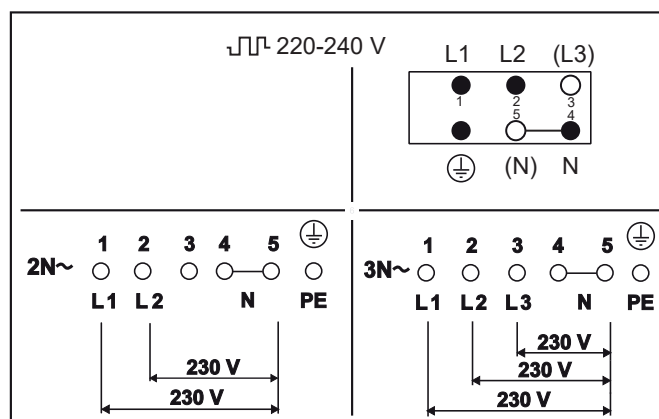 220-240 V
L1 L2 (L3)
1 2 3
5 4
(N) N
1 2 3 4 5
2N~
L1 L2 N PE
230 V
230 V
1 2 3 4 5
3N~
L1 L2 L3 N PE
230 V
230 V
230 V